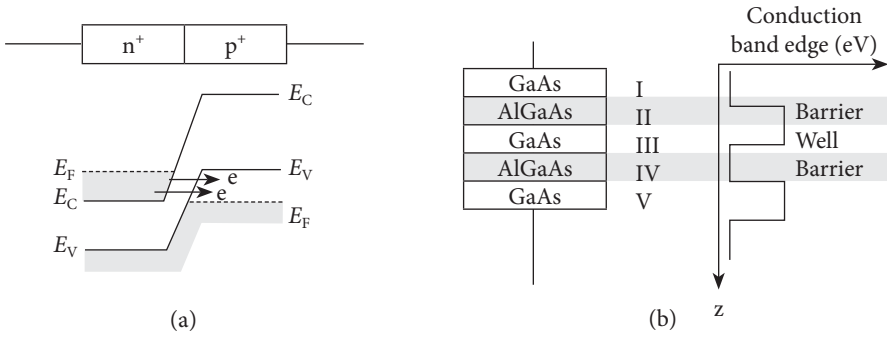 n⁺ p⁺
E_C
E_F
E_C
E_V
e
e
E_V
E_F
(a)
Conduction
band edge (eV)
GaAs I
AlGaAs II Barrier
GaAs III Well
AlGaAs IV Barrier
GaAs V
z
(b)